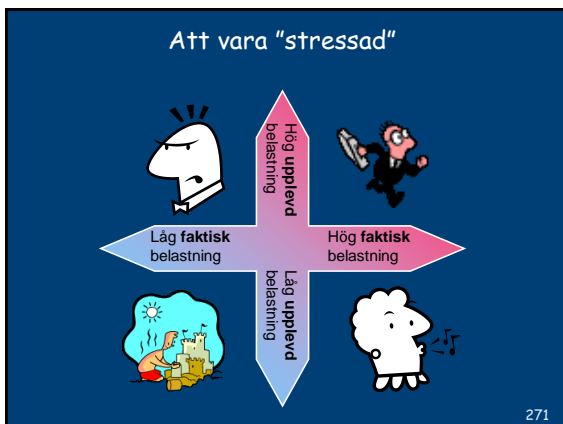 Att vara ”stressad”
Hög upplevd
belastning
Låg faktisk
belastning
Hög faktisk
belastning
Låg upplevd
belastning
271